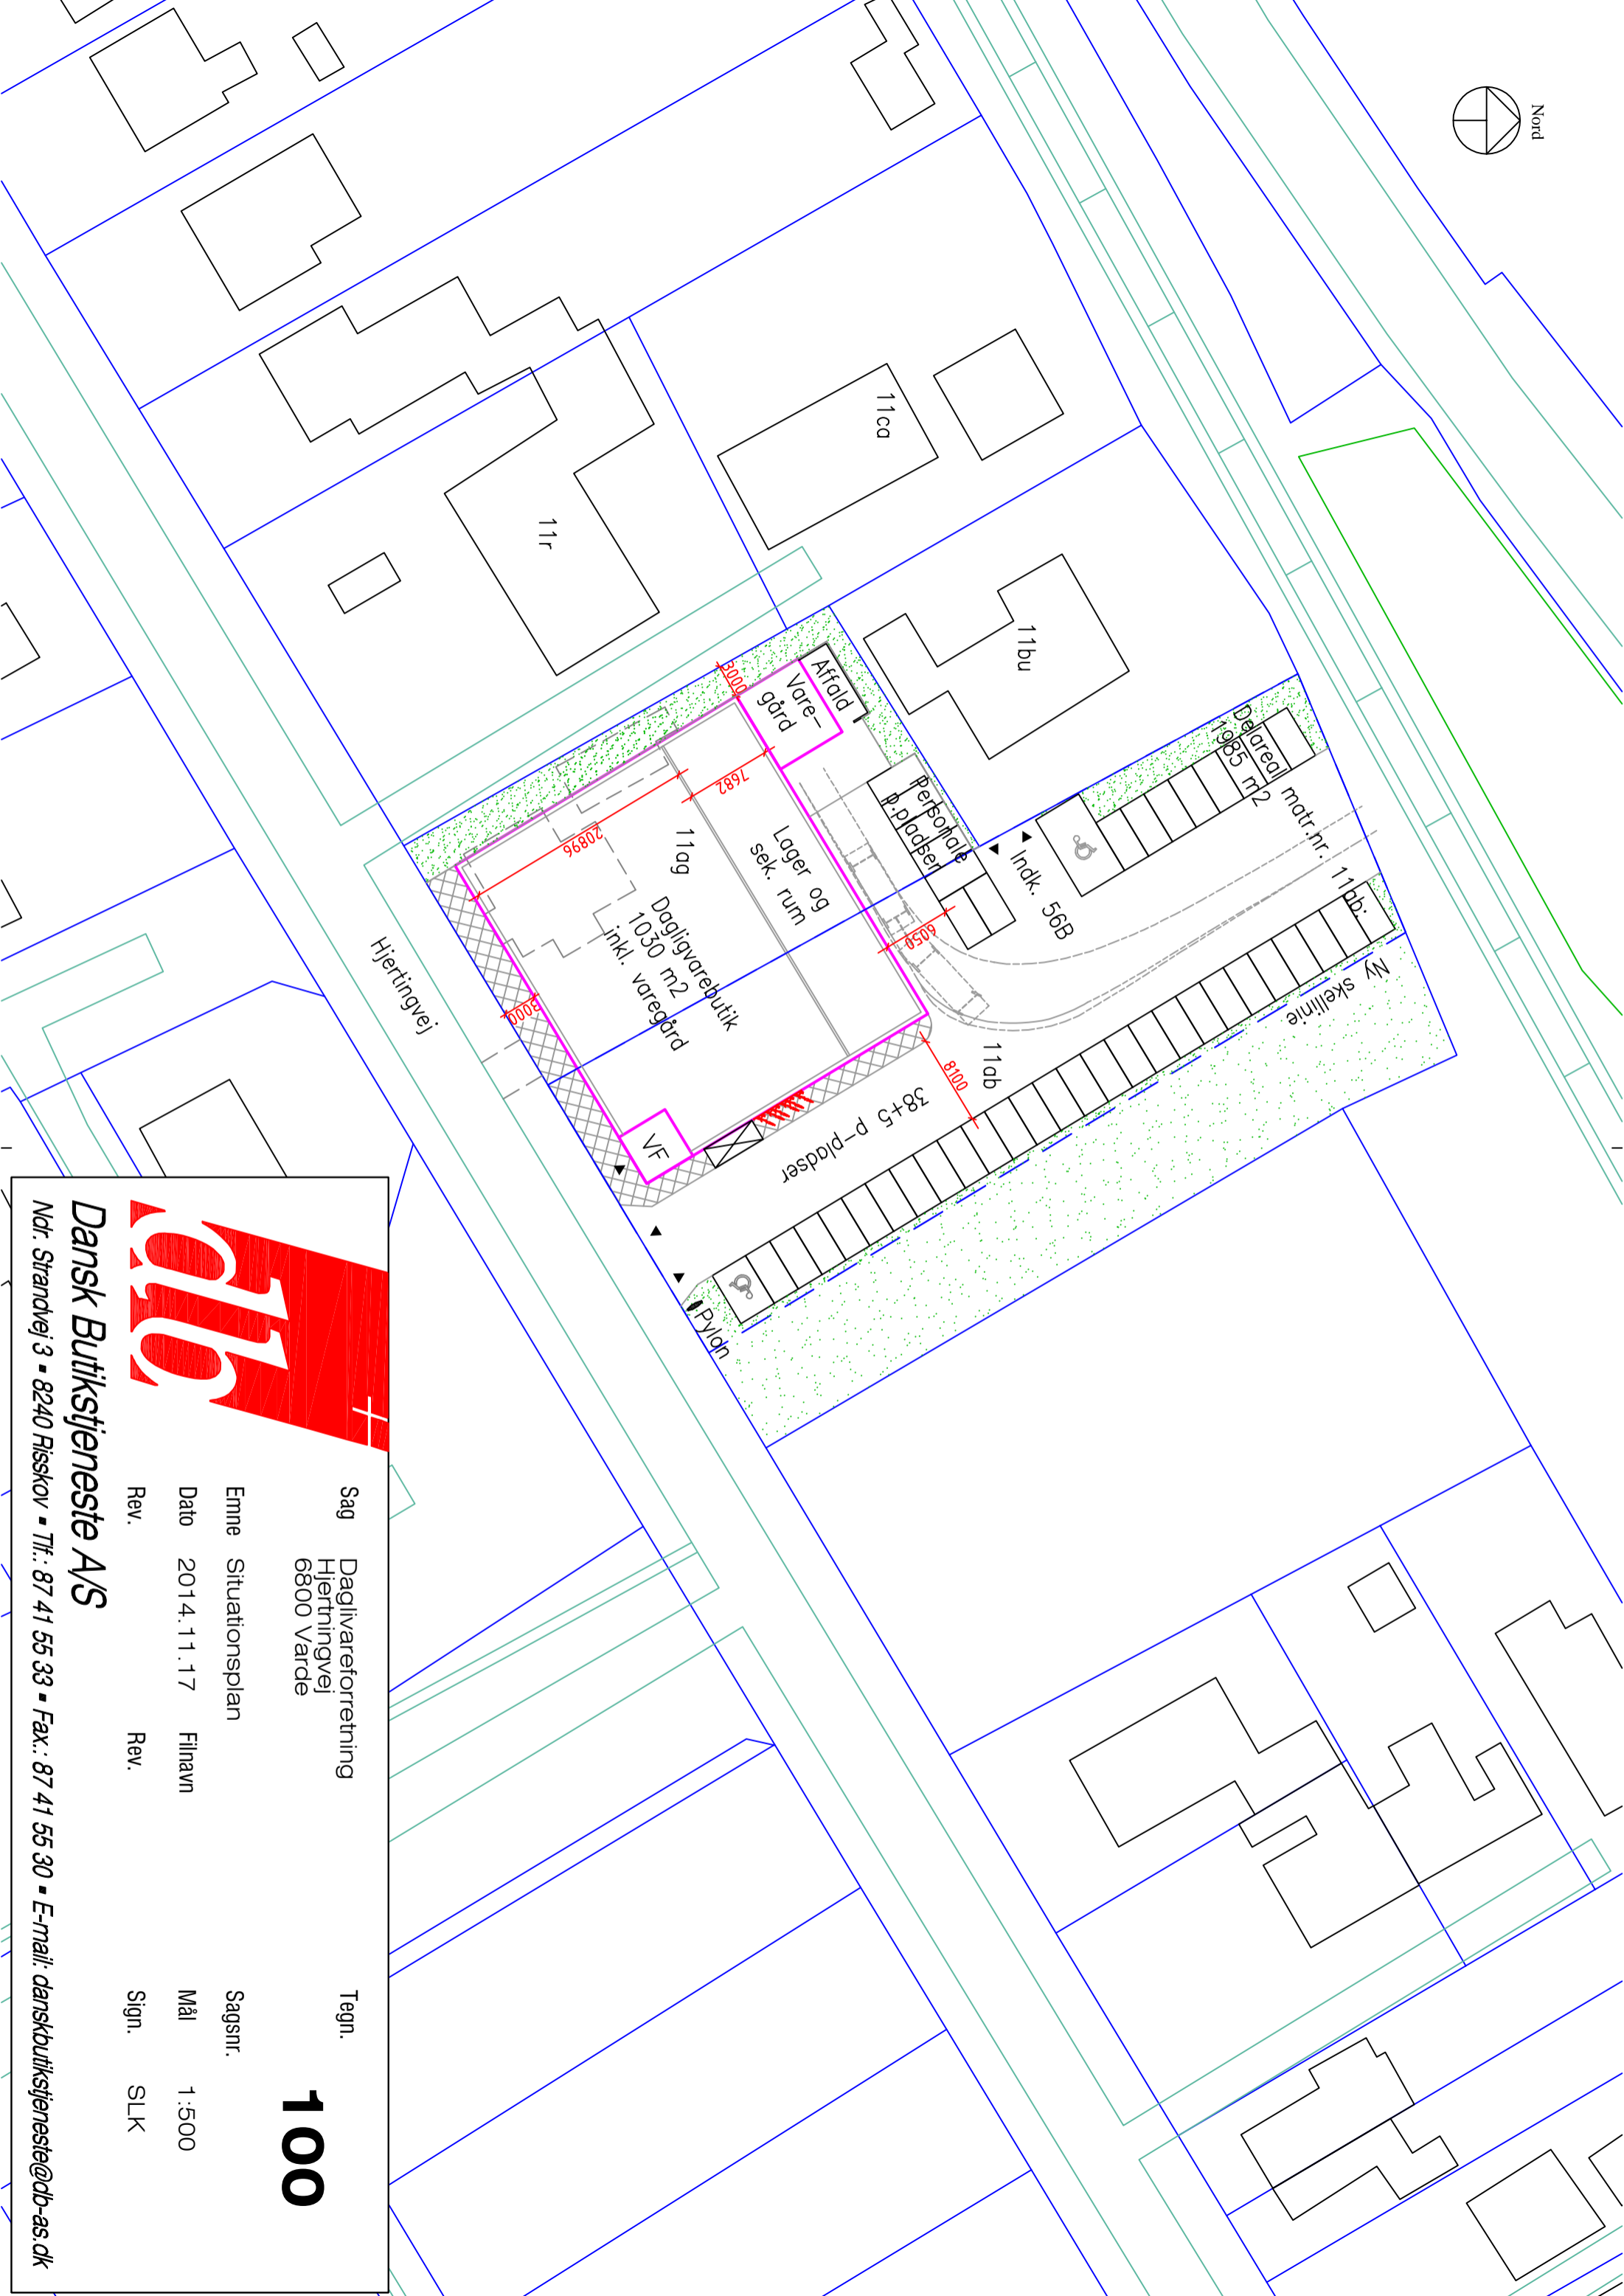 Nord
11ca
11r
11bu
Affald
Vare-
gård
Delareal matr.nr. 11ab:
1985 m2
Personale
p.pladser
Indk. 56B
3000
7682
20896
11ag
Lager og
sek. rum
6050
Dagligvarebutik
1030 m2
inkl. varegård
3000
Hjertingvej
Ny
skellinie
11ab
8100
38+5 p-pladser
VF
Pylon
db
Sag Daglivareforretning
Hjertningvej
6800 Varde
Tegn.
100
Emne Situationsplan
Sagsnr.
Dato 2014.11.17 Filnavn Mål 1:500
Rev. Rev. Sign. SLK
Dansk Butikstjeneste A/S
Ndr. Strandvej 3 ▪ 8240 Risskov ▪ Tlf.: 87 41 55 33 ▪ Fax.: 87 41 55 30 ▪ E-mail: danskbutikstjeneste@db-as.dk